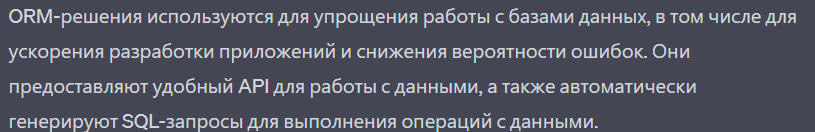 ORM-решения используются для упрощения работы с базами данных, в том числе для
ускорения разработки приложений и снижения вероятности ошибок. Они
предоставляют удобный API для работы с данными, а также автоматически
генерируют SQL-запросы для выполнения операций с данными.